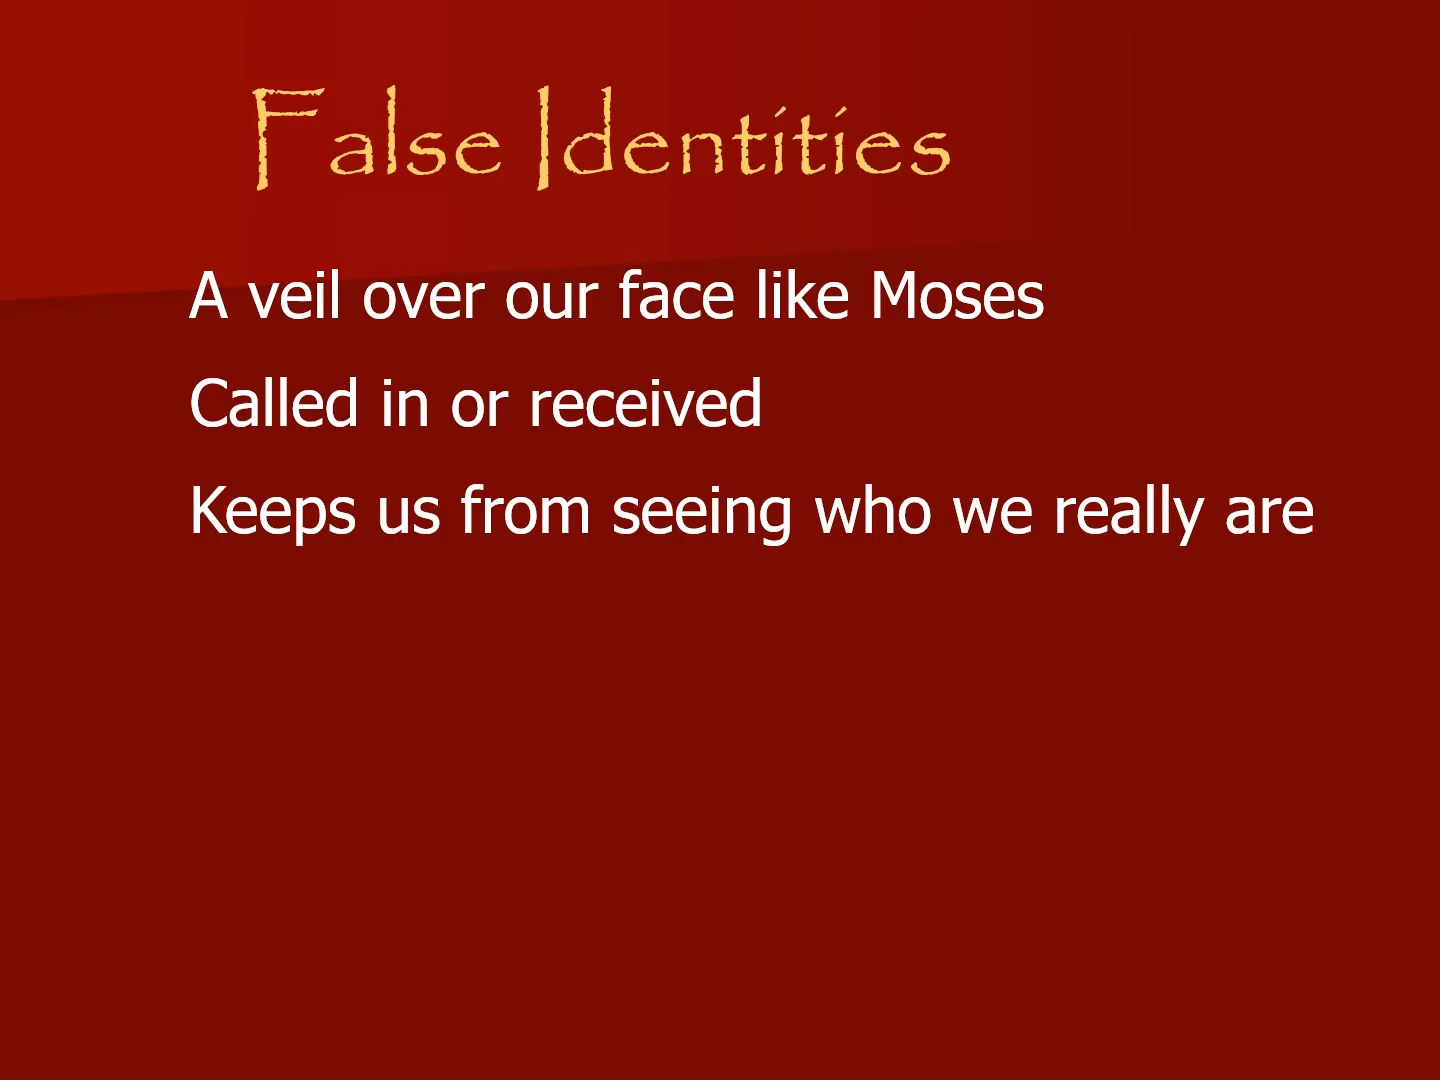 False Identities
A veil over our face like Moses
Called in or received
Keeps us from seeing who we really are